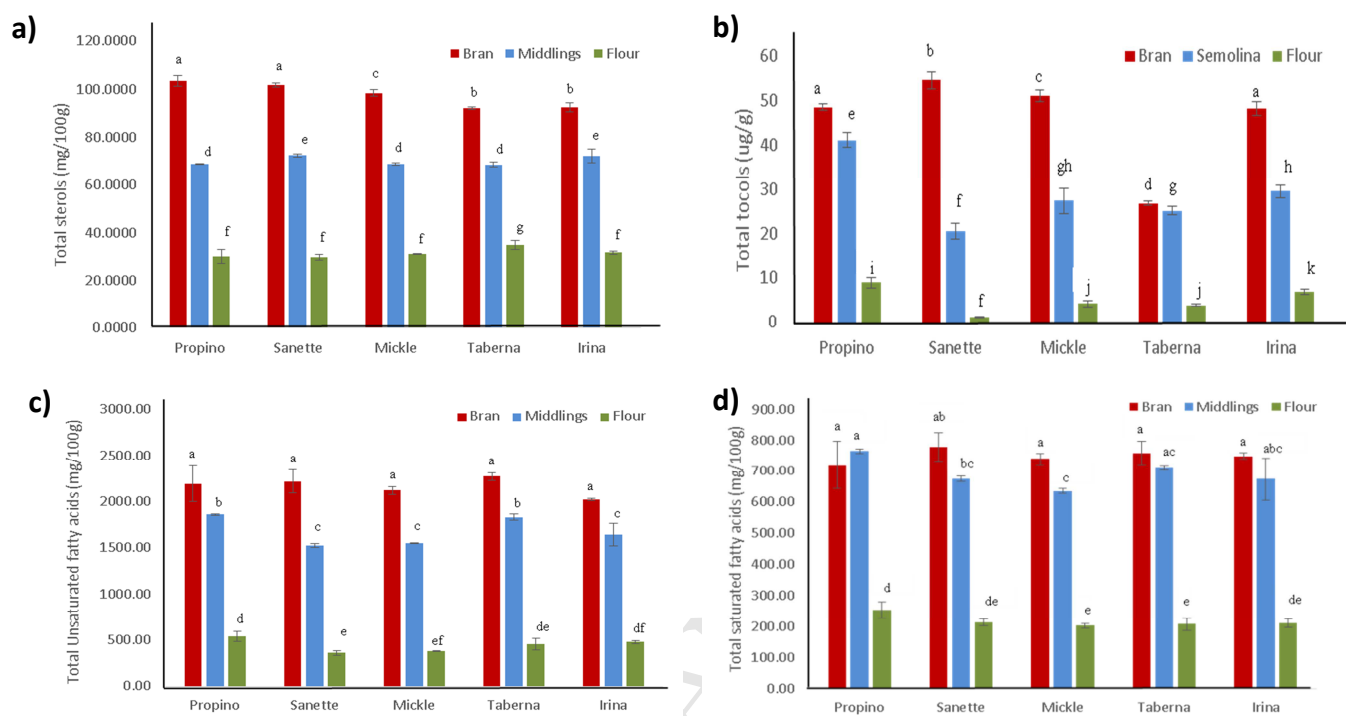 a)
Bran Middlings Flour
Total sterols (mg/100g)
120.0000
100.0000
80.0000
60.0000
40.0000
20.0000
0.0000
a a c b b
d e d d e
f f f g f
Propino Sanette Mickle Taberna Irina
b)
Bran Semolina Flour
Total tocols (ug/g)
60
50
40
30
20
10
0
a b c d a
e f gh g h
i f j j k
Propino Sanette Mickle Taberna Irina
c)
Bran Middlings Flour
Total Unsaturated fatty acids (mg/100g)
3000.00
2500.00
2000.00
1500.00
1000.00
500.00
0.00
a a a a a
b c c b c
d e ef de df
Propino Sanette Mickle Taberna Irina
d)
Bran Middlings Flour
Total saturated fatty acids (mg/100g)
900.00
800.00
700.00
600.00
500.00
400.00
300.00
200.00
100.00
0.00
a ab a a a
a bc c ac abc
d de e e de
Propino Sanette Mickle Taberna Irina